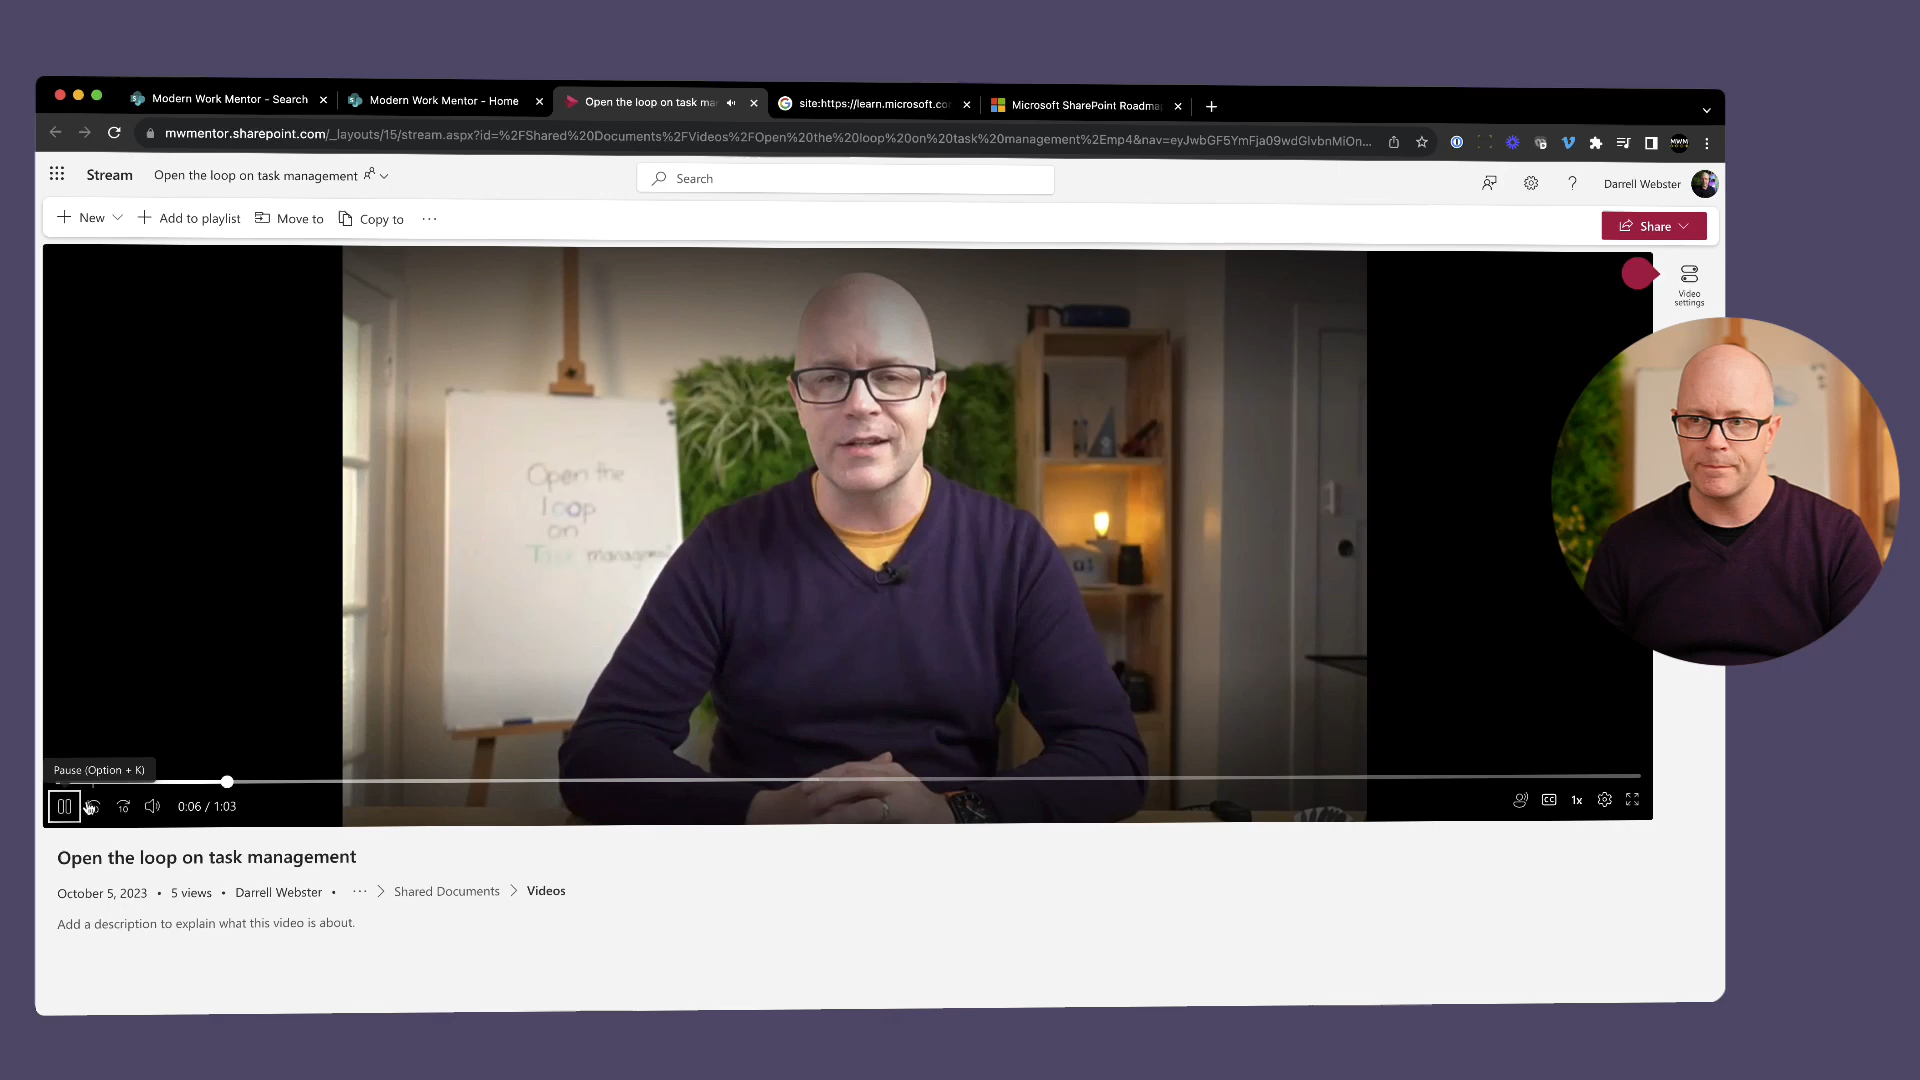 Modern Work Mentor - Search
Modern Work Mentor - Home
Open the loop on task ma
site:https://learn.microsoft.co
Microsoft SharePoint Roadma
mwmentor.sharepoint.com/_layouts/15/stream.aspx?id=%2FShared%20Documents%2FVideos%2FOpen%20the%20loop%20on%20task%20management%2Emp4&nav=eyJwbGF5YmFja09wdGlvbnMiOn...
MWM
Stream
Open the loop on task management
Search
?
Darrell Webster
New
Add to playlist
Move to
Copy to
...
Share
Video
settings
Open the
loop
on
Task managem
Pause (Option + K)
10
0:06 / 1:03
CC
1x
Open the loop on task management
October 5, 2023 • 5 views • Darrell Webster • ... > Shared Documents > Videos
Add a description to explain what this video is about.